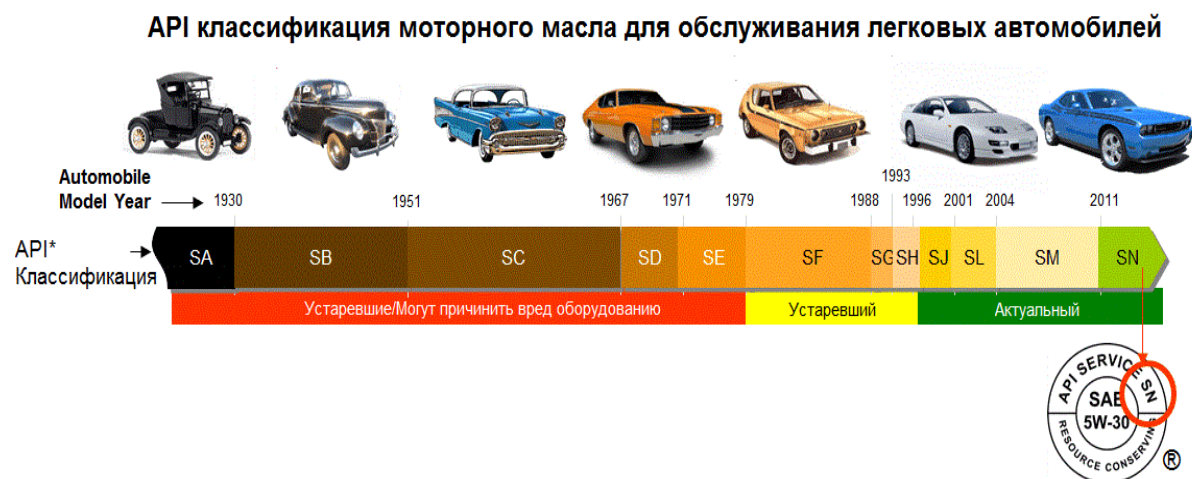 API классификация моторного масла для обслуживания легковых автомобилей
Automobile
Model Year
1930
1951
1967
1971
1979
1988
1993
1996
2001
2004
2011
API*
Классификация
SA
SB
SC
SD
SE
SF
SG
SH
SJ
SL
SM
SN
Устаревшие/Могут причинить вред оборудованию
Устаревший
Актуальный
API SERVICE SN
SAE
5W-30
RESOURCE CONSERVING
®